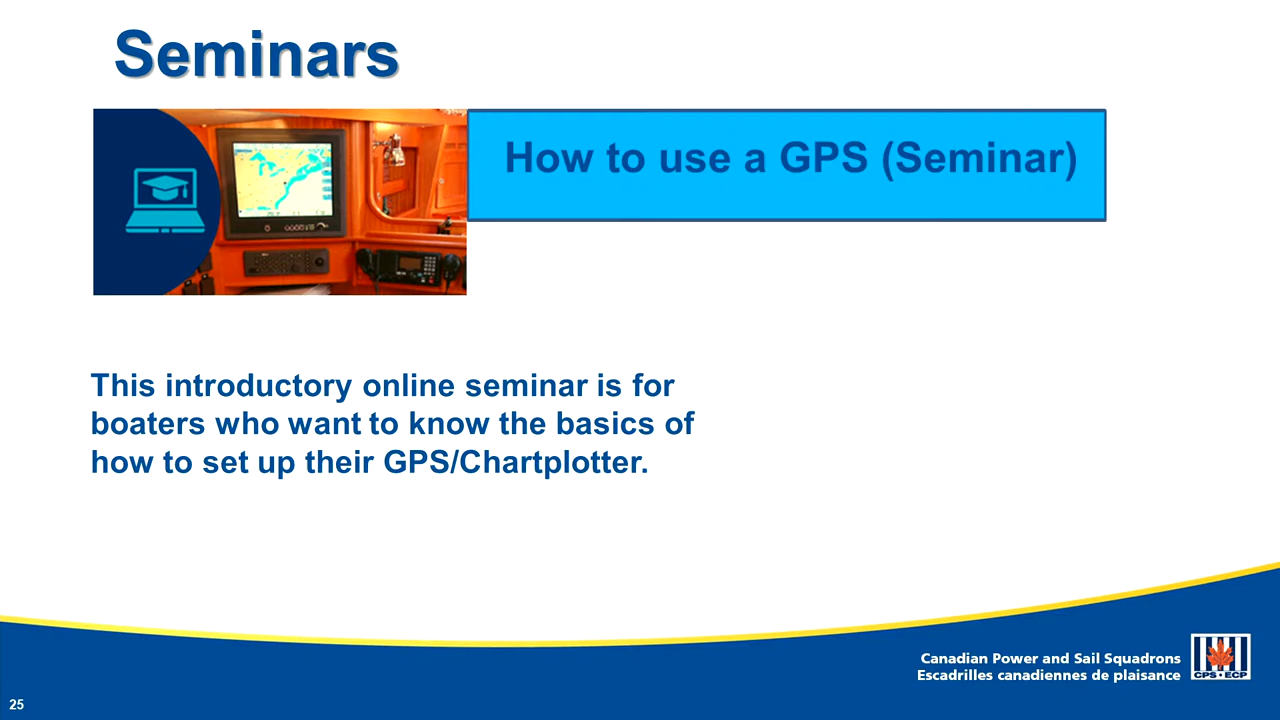 Seminars
How to use a GPS (Seminar)
This introductory online seminar is for
boaters who want to know the basics of
how to set up their GPS/Chartplotter.
Canadian Power and Sail Squadrons
Escadrilles canadiennes de plaisance
CPS•ECP
25